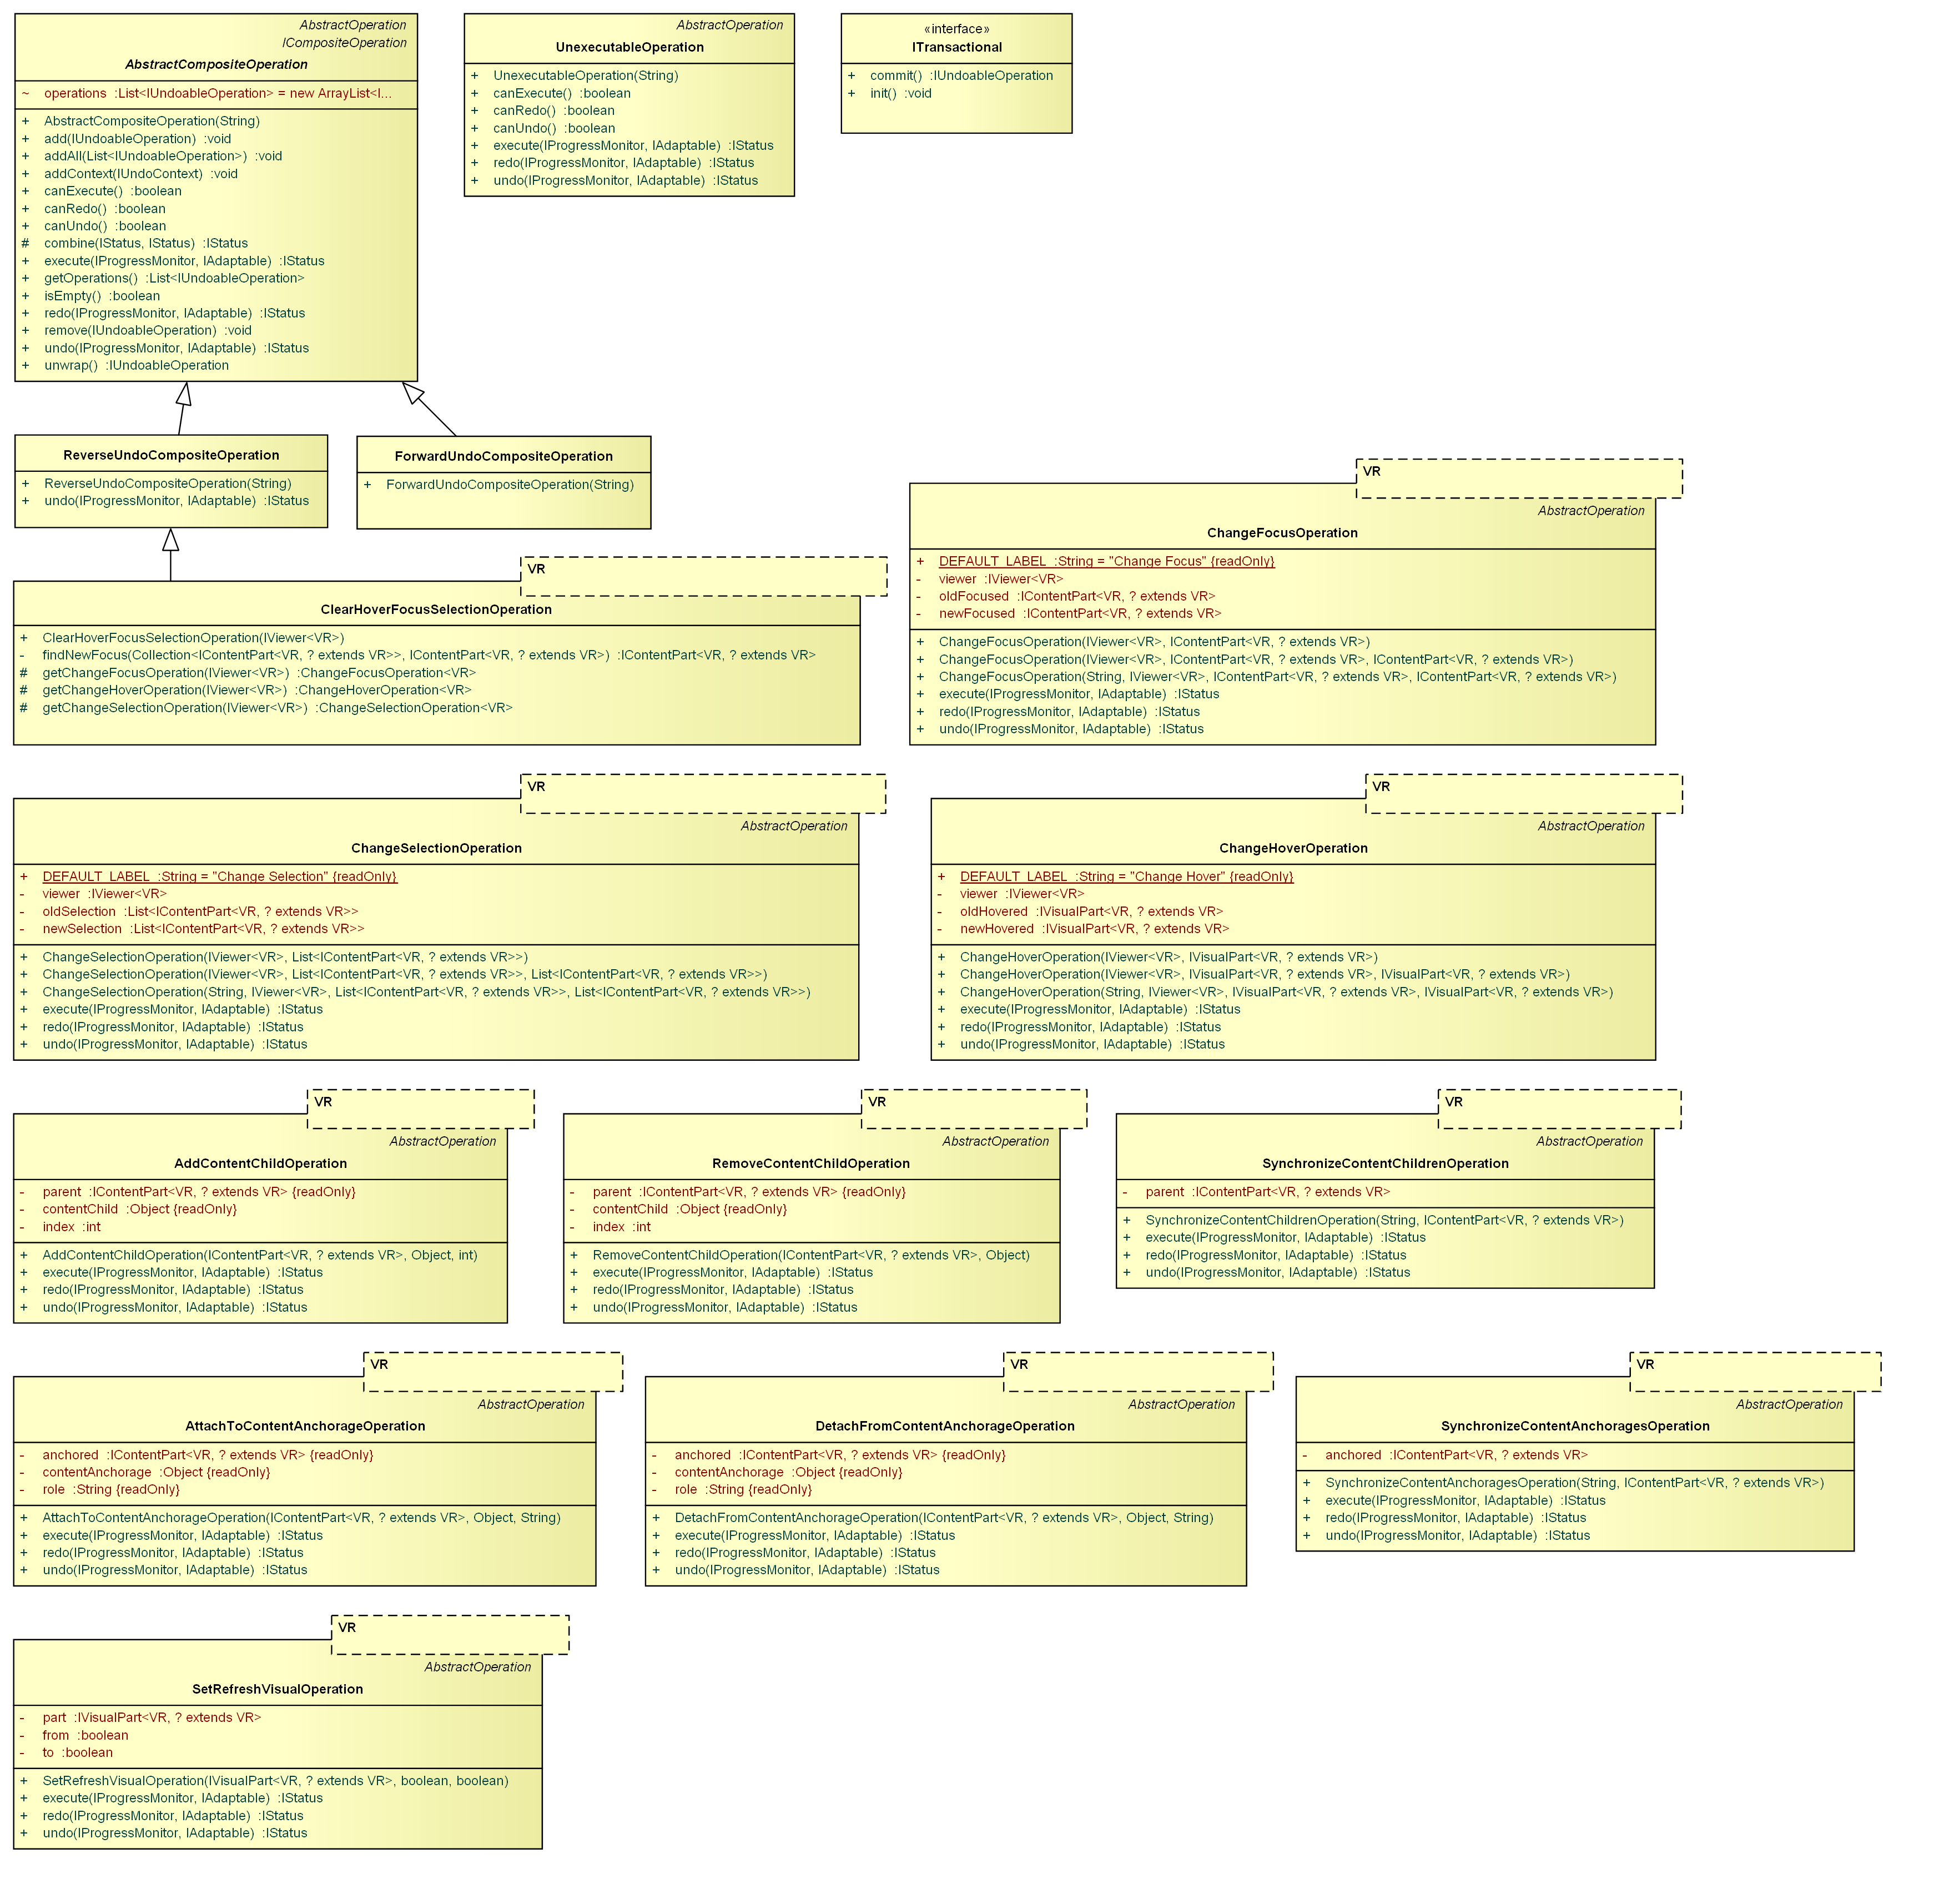 AbstractOperation
ICompositeOperation
AbstractCompositeOperation
~ operations :List<IUndoableOperation> = new ArrayList<I...
+ AbstractCompositeOperation(String)
+ add(IUndoableOperation) :void
+ addAll(List<IUndoableOperation>) :void
+ addContext(IUndoContext) :void
+ canExecute() :boolean
+ canRedo() :boolean
+ canUndo() :boolean
# combine(IStatus, IStatus) :IStatus
+ execute(IProgressMonitor, IAdaptable) :IStatus
+ getOperations() :List<IUndoableOperation>
+ isEmpty() :boolean
+ redo(IProgressMonitor, IAdaptable) :IStatus
+ remove(IUndoableOperation) :void
+ undo(IProgressMonitor, IAdaptable) :IStatus
+ unwrap() :IUndoableOperation
AbstractOperation
UnexecutableOperation
+ UnexecutableOperation(String)
+ canExecute() :boolean
+ canRedo() :boolean
+ canUndo() :boolean
+ execute(IProgressMonitor, IAdaptable) :IStatus
+ redo(IProgressMonitor, IAdaptable) :IStatus
+ undo(IProgressMonitor, IAdaptable) :IStatus
«interface»
ITransactional
+ commit() :IUndoableOperation
+ init() :void
ReverseUndoCompositeOperation
+ ReverseUndoCompositeOperation(String)
+ undo(IProgressMonitor, IAdaptable) :IStatus
ForwardUndoCompositeOperation
+ ForwardUndoCompositeOperation(String)
VR
ClearHoverFocusSelectionOperation
+ ClearHoverFocusSelectionOperation(IViewer<VR>)
- findNewFocus(Collection<IContentPart<VR, ? extends VR>>, IContentPart<VR, ? extends VR>) :IContentPart<VR, ? extends VR>
# getChangeFocusOperation(IViewer<VR>) :ChangeFocusOperation<VR>
# getChangeHoverOperation(IViewer<VR>) :ChangeHoverOperation<VR>
# getChangeSelectionOperation(IViewer<VR>) :ChangeSelectionOperation<VR>
VR
AbstractOperation
ChangeFocusOperation
+ DEFAULT_LABEL :String = "Change Focus" {readOnly}
- viewer :IViewer<VR>
- oldFocused :IContentPart<VR, ? extends VR>
- newFocused :IContentPart<VR, ? extends VR>
+ ChangeFocusOperation(IViewer<VR>, IContentPart<VR, ? extends VR>)
+ ChangeFocusOperation(IViewer<VR>, IContentPart<VR, ? extends VR>, IContentPart<VR, ? extends VR>)
+ ChangeFocusOperation(String, IViewer<VR>, IContentPart<VR, ? extends VR>, IContentPart<VR, ? extends VR>)
+ execute(IProgressMonitor, IAdaptable) :IStatus
+ redo(IProgressMonitor, IAdaptable) :IStatus
+ undo(IProgressMonitor, IAdaptable) :IStatus
VR
AbstractOperation
ChangeSelectionOperation
+ DEFAULT_LABEL :String = "Change Selection" {readOnly}
- viewer :IViewer<VR>
- oldSelection :List<IContentPart<VR, ? extends VR>>
- newSelection :List<IContentPart<VR, ? extends VR>>
+ ChangeSelectionOperation(IViewer<VR>, List<IContentPart<VR, ? extends VR>>)
+ ChangeSelectionOperation(IViewer<VR>, List<IContentPart<VR, ? extends VR>>, List<IContentPart<VR, ? extends VR>>)
+ ChangeSelectionOperation(String, IViewer<VR>, List<IContentPart<VR, ? extends VR>>, List<IContentPart<VR, ? extends VR>>)
+ execute(IProgressMonitor, IAdaptable) :IStatus
+ redo(IProgressMonitor, IAdaptable) :IStatus
+ undo(IProgressMonitor, IAdaptable) :IStatus
VR
AbstractOperation
ChangeHoverOperation
+ DEFAULT_LABEL :String = "Change Hover" {readOnly}
- viewer :IViewer<VR>
- oldHovered :IVisualPart<VR, ? extends VR>
- newHovered :IVisualPart<VR, ? extends VR>
+ ChangeHoverOperation(IViewer<VR>, IVisualPart<VR, ? extends VR>)
+ ChangeHoverOperation(IViewer<VR>, IVisualPart<VR, ? extends VR>, IVisualPart<VR, ? extends VR>)
+ ChangeHoverOperation(String, IViewer<VR>, IVisualPart<VR, ? extends VR>, IVisualPart<VR, ? extends VR>)
+ execute(IProgressMonitor, IAdaptable) :IStatus
+ redo(IProgressMonitor, IAdaptable) :IStatus
+ undo(IProgressMonitor, IAdaptable) :IStatus
VR
AbstractOperation
AddContentChildOperation
- parent :IContentPart<VR, ? extends VR> {readOnly}
- contentChild :Object {readOnly}
- index :int
+ AddContentChildOperation(IContentPart<VR, ? extends VR>, Object, int)
+ execute(IProgressMonitor, IAdaptable) :IStatus
+ redo(IProgressMonitor, IAdaptable) :IStatus
+ undo(IProgressMonitor, IAdaptable) :IStatus
VR
AbstractOperation
RemoveContentChildOperation
- parent :IContentPart<VR, ? extends VR> {readOnly}
- contentChild :Object {readOnly}
- index :int
+ RemoveContentChildOperation(IContentPart<VR, ? extends VR>, Object)
+ execute(IProgressMonitor, IAdaptable) :IStatus
+ redo(IProgressMonitor, IAdaptable) :IStatus
+ undo(IProgressMonitor, IAdaptable) :IStatus
VR
AbstractOperation
SynchronizeContentChildrenOperation
- parent :IContentPart<VR, ? extends VR>
+ SynchronizeContentChildrenOperation(String, IContentPart<VR, ? extends VR>)
+ execute(IProgressMonitor, IAdaptable) :IStatus
+ redo(IProgressMonitor, IAdaptable) :IStatus
+ undo(IProgressMonitor, IAdaptable) :IStatus
VR
AbstractOperation
AttachToContentAnchorageOperation
- anchored :IContentPart<VR, ? extends VR> {readOnly}
- contentAnchorage :Object {readOnly}
- role :String {readOnly}
+ AttachToContentAnchorageOperation(IContentPart<VR, ? extends VR>, Object, String)
+ execute(IProgressMonitor, IAdaptable) :IStatus
+ redo(IProgressMonitor, IAdaptable) :IStatus
+ undo(IProgressMonitor, IAdaptable) :IStatus
VR
AbstractOperation
DetachFromContentAnchorageOperation
- anchored :IContentPart<VR, ? extends VR> {readOnly}
- contentAnchorage :Object {readOnly}
- role :String {readOnly}
+ DetachFromContentAnchorageOperation(IContentPart<VR, ? extends VR>, Object, String)
+ execute(IProgressMonitor, IAdaptable) :IStatus
+ redo(IProgressMonitor, IAdaptable) :IStatus
+ undo(IProgressMonitor, IAdaptable) :IStatus
VR
AbstractOperation
SynchronizeContentAnchoragesOperation
- anchored :IContentPart<VR, ? extends VR>
+ SynchronizeContentAnchoragesOperation(String, IContentPart<VR, ? extends VR>)
+ execute(IProgressMonitor, IAdaptable) :IStatus
+ redo(IProgressMonitor, IAdaptable) :IStatus
+ undo(IProgressMonitor, IAdaptable) :IStatus
VR
AbstractOperation
SetRefreshVisualOperation
- part :IVisualPart<VR, ? extends VR>
- from :boolean
- to :boolean
+ SetRefreshVisualOperation(IVisualPart<VR, ? extends VR>, boolean, boolean)
+ execute(IProgressMonitor, IAdaptable) :IStatus
+ redo(IProgressMonitor, IAdaptable) :IStatus
+ undo(IProgressMonitor, IAdaptable) :IStatus